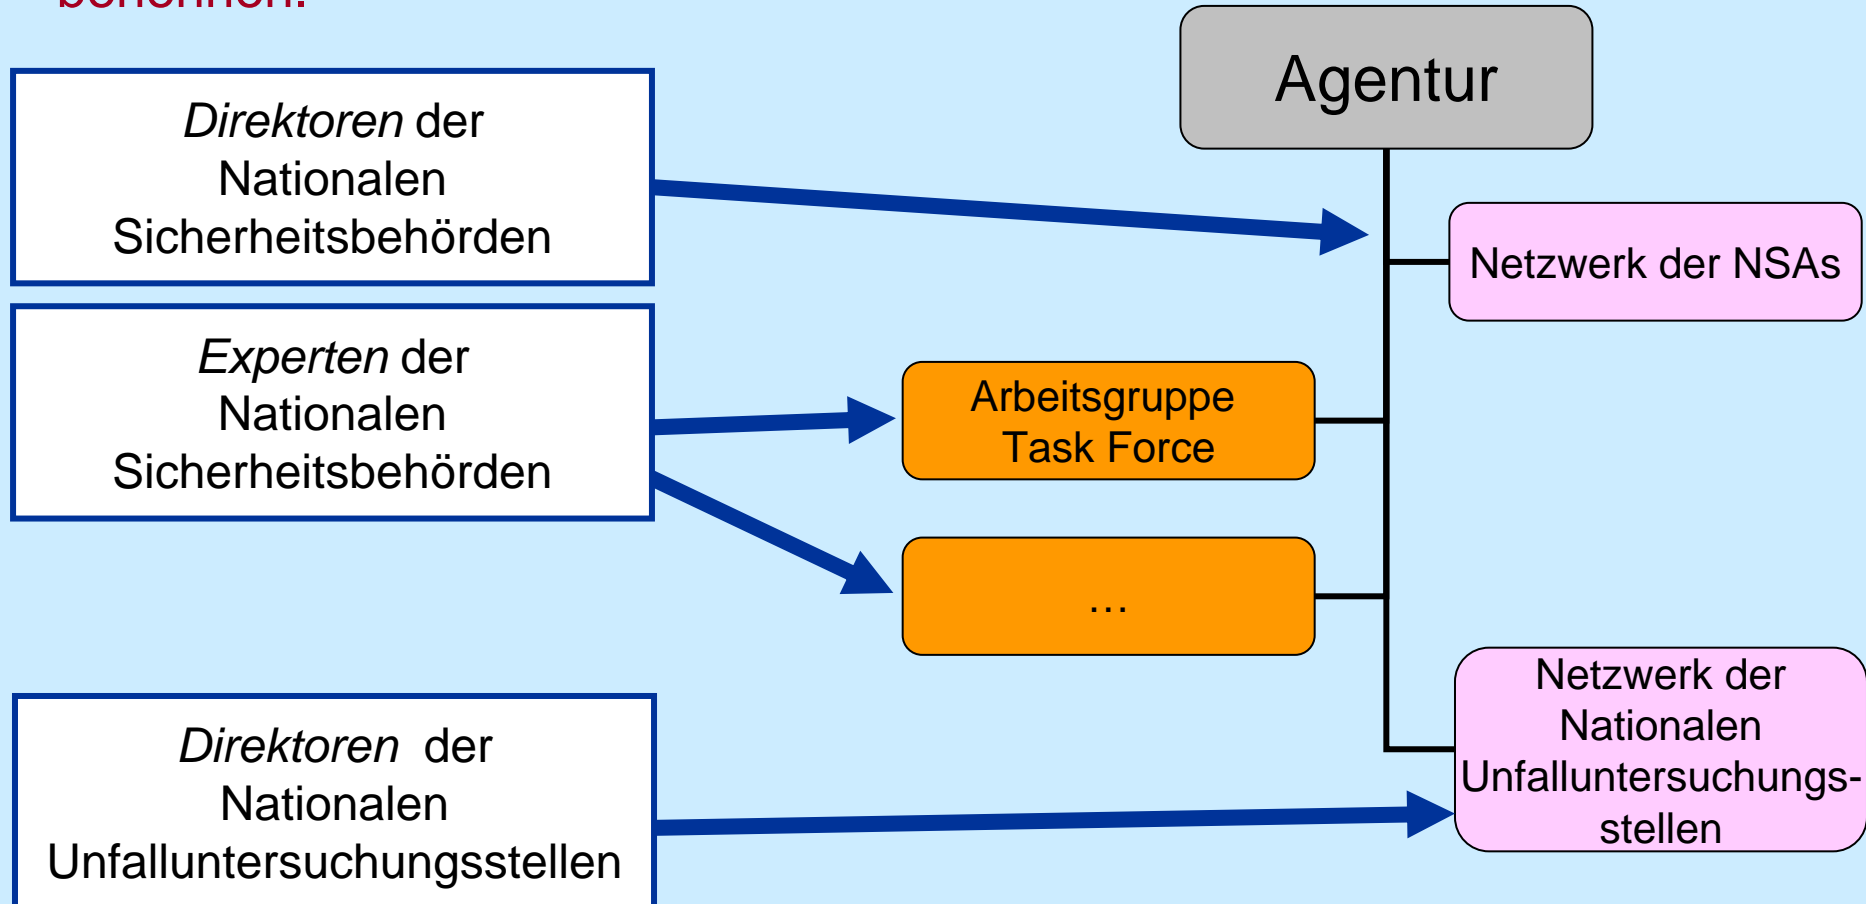 benennen.
Agentur
Direktoren der
Nationalen
Sicherheitsbehörden
Netzwerk der NSAs
Experten der
Nationalen
Sicherheitsbehörden
Arbeitsgruppe
Task Force
…
Netzwerk der
Nationalen
Unfalluntersuchungs-
stellen
Direktoren der
Nationalen
Unfalluntersuchungsstellen